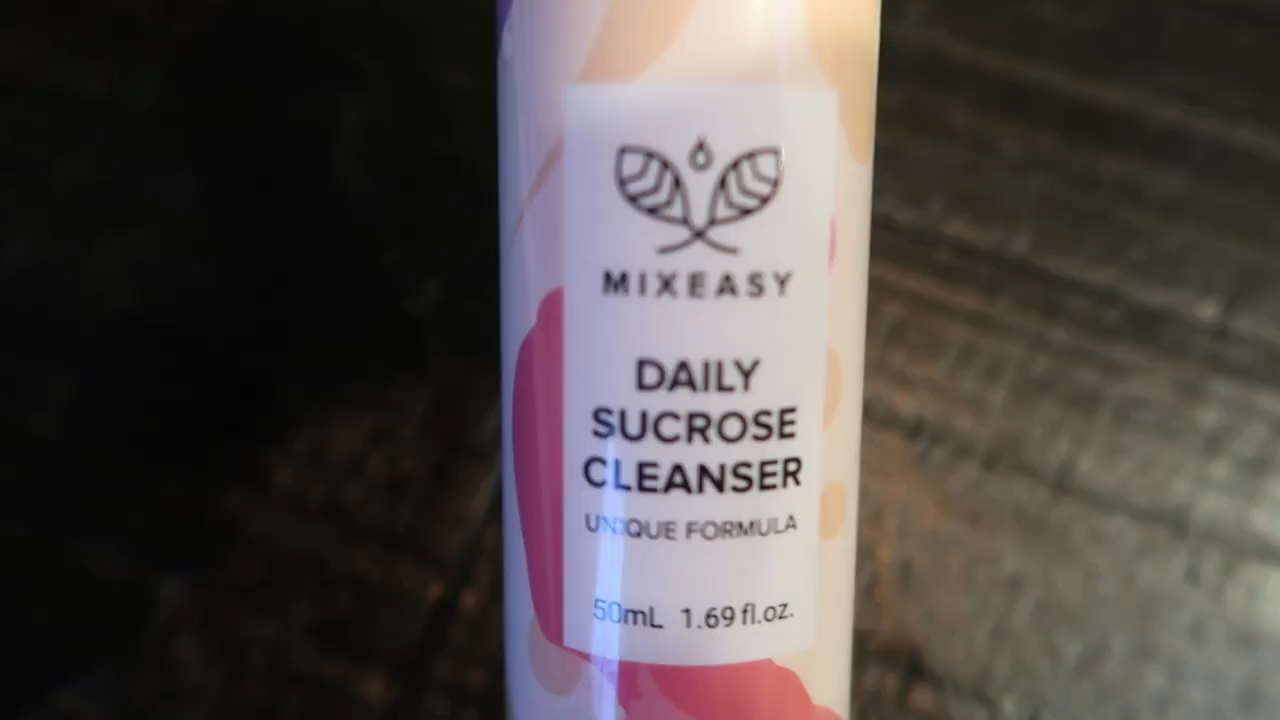 MIXEASY
DAILY
SUCROSE
CLEANSER
UNIQUE FORMULA
50mL 1.69 fl.oz.